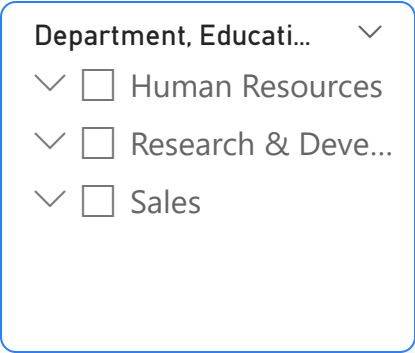 Department, Educati...
Human Resources
Research & Deve...
Sales